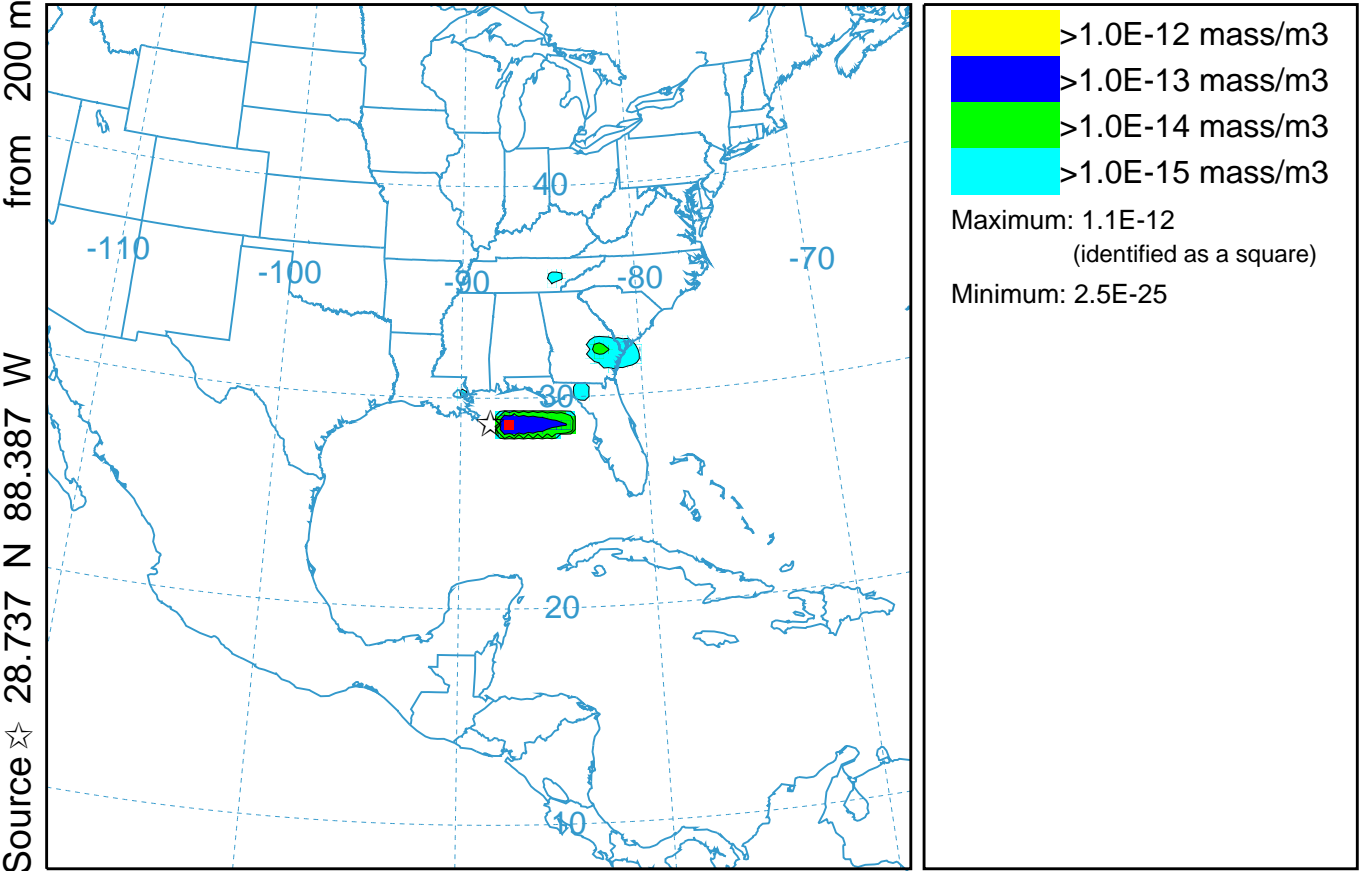 Source ☆ 28.737 N 88.387 W from 200 m
-110
-100
-90
-80
-70
40
30
20
10
>1.0E-12 mass/m3
>1.0E-13 mass/m3
>1.0E-14 mass/m3
>1.0E-15 mass/m3
Maximum: 1.1E-12
(identified as a square)
Minimum: 2.5E-25